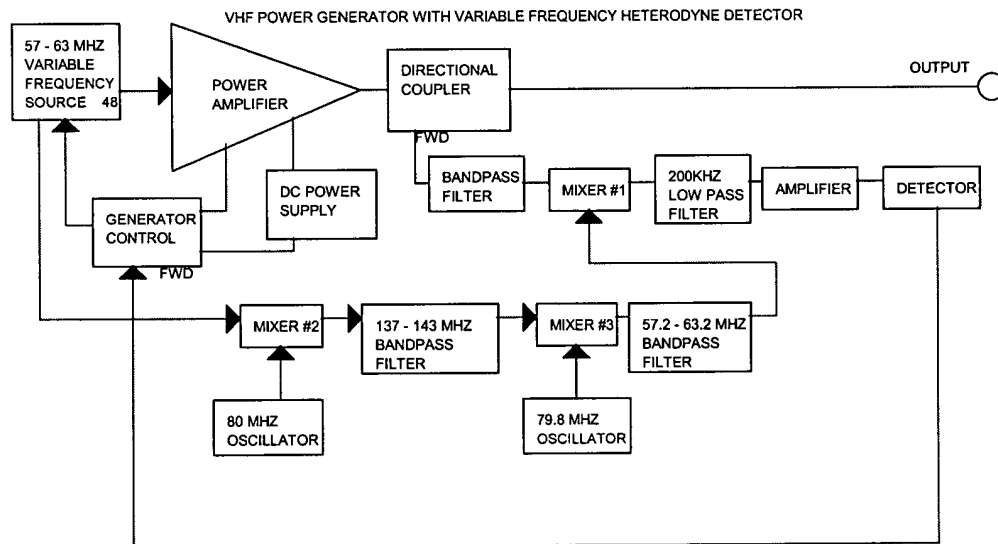 VHF POWER GENERATOR WITH VARIABLE FREQUENCY HETERODYNE DETECTOR
57 - 63 MHZ
VARIABLE
FREQUENCY
SOURCE 48
POWER
AMPLIFIER
DIRECTIONAL
COUPLER
OUTPUT
FWD
BANDPASS
FILTER
MIXER #1
200KHZ
LOW PASS
FILTER
AMPLIFIER
DETECTOR
DC POWER
SUPPLY
GENERATOR
CONTROL
FWD
MIXER #2
137 - 143 MHZ
BANDPASS
FILTER
MIXER #3
57.2 - 63.2 MHZ
BANDPASS
FILTER
80 MHZ
OSCILLATOR
79.8 MHZ
OSCILLATOR